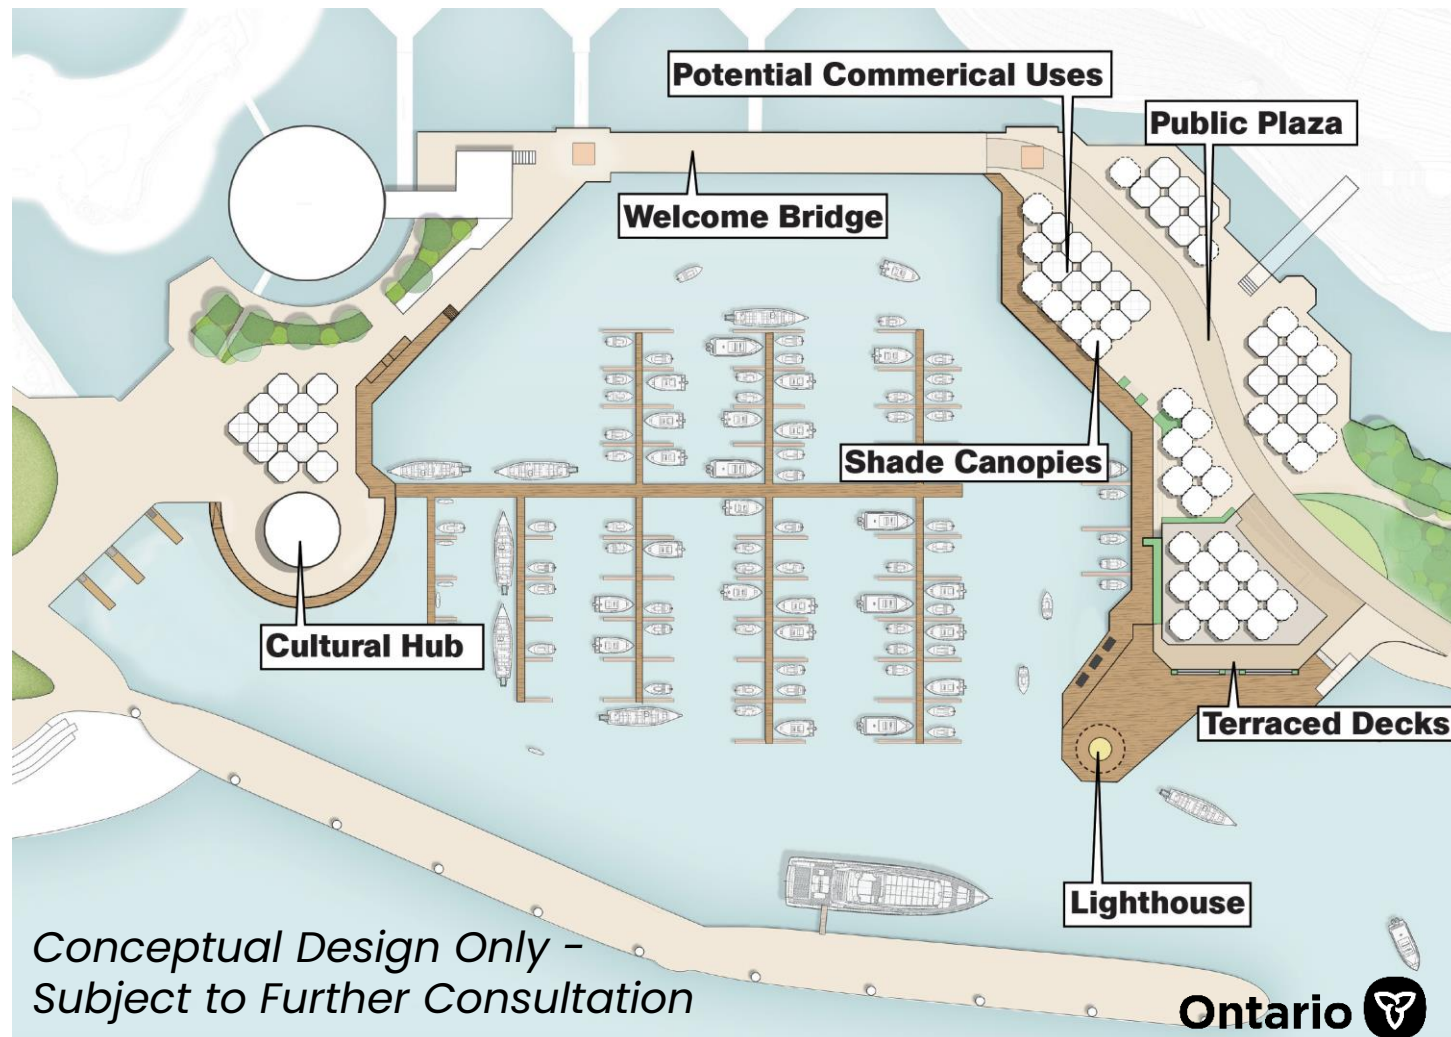 Potential Commerical Uses
Public Plaza
Welcome Bridge
Shade Canopies
Cultural Hub
Terraced Decks
Lighthouse
Conceptual Design Only -
Subject to Further Consultation
Ontario